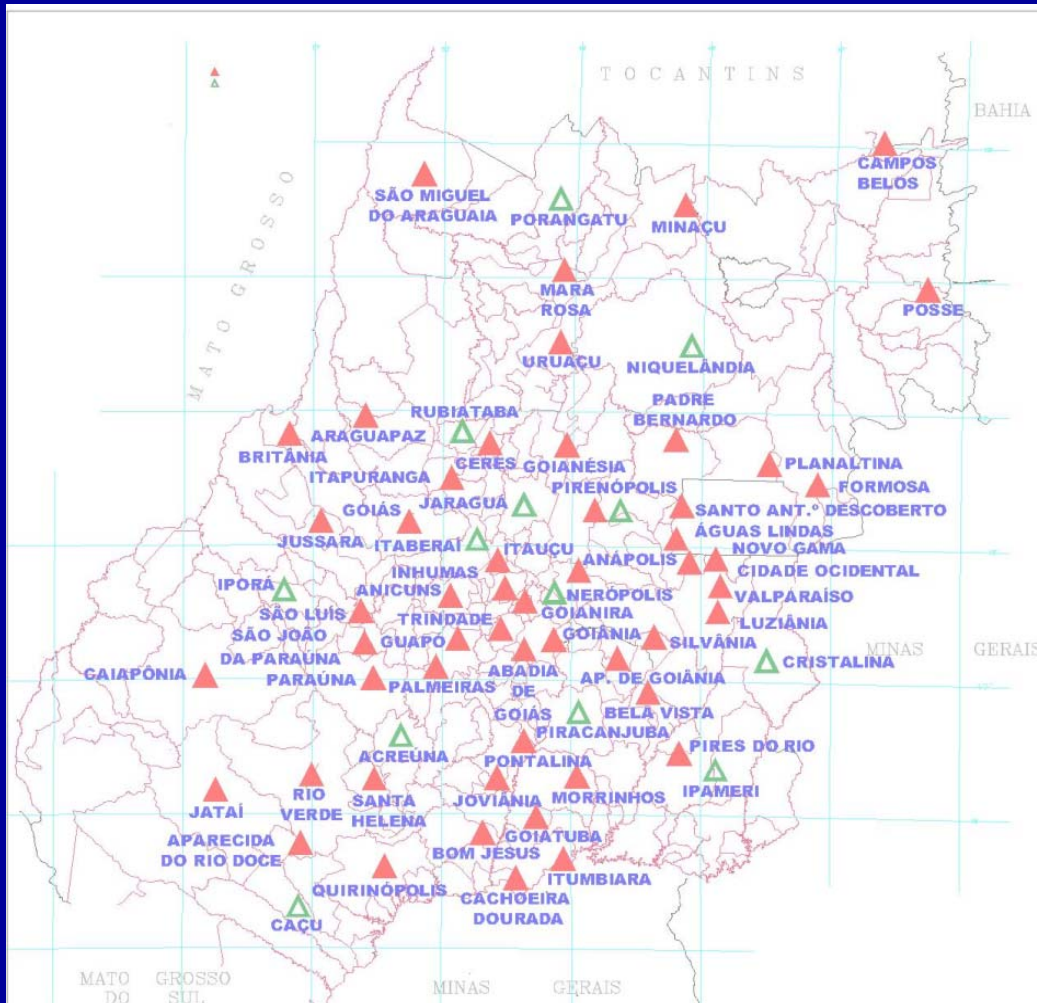 TOCANTINS
BAHIA
MATO GROSSO
CAMPOS
BELOS
SÃO MIGUEL
DO ARAGUAIA
PORANGATU
MINAÇU
MARA
ROSA
POSSE
URUAÇU
NIQUELÂNDIA
PADRE
BERNARDO
RUBIATABA
ARAGUAPAZ
BRITÂNIA
CERES
GOIANÉSIA
PLANALTINA
ITAPURANGA
FORMOSA
JARAGUÁ
PIRENÓPOLIS
GOIÁS
SANTO ANT.º DESCOBERTO
JUSSARA
ITABERAÍ
ÁGUAS LINDAS
ITAUÇU
NOVO GAMA
ANÁPOLIS
CIDADE OCIDENTAL
INHUMAS
IPORÁ
ANICUNS
NERÓPOLIS
VALPARAÍSO
SÃO LUÍS
GOIANIRA
TRINDADE
LUZIÂNIA
SÃO JOÃO
DA PARAÚNA
GUAPÓ
GOIÂNIA
SILVÂNIA
MINAS GERAIS
CAIAPÔNIA
CRISTALINA
ABADIA
DE
GOIÁS
PARAÚNA
PALMEIRAS
AP. DE GOIÂNIA
BELA VISTA
PIRACANJUBA
ACREÚNA
PIRES DO RIO
PONTALINA
IPAMERI
RIO
VERDE
SANTA
HELENA
JOVIÂNIA
MORRINHOS
JATAÍ
APARECIDA
DO RIO DOCE
GOIATUBA
BOM JESUS
ITUMBIARA
QUIRINÓPOLIS
CACHOEIRA
DOURADA
CAÇU
MATO GROSSO
DO SUL
MINAS GERAIS